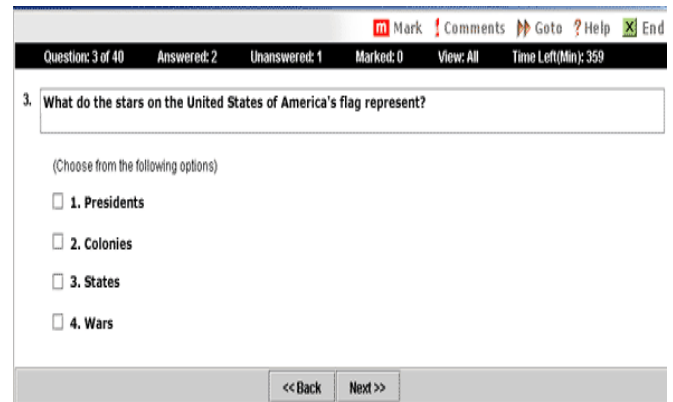 m Mark ! Comments Goto ? Help X End
Question: 3 of 40 Answered: 2 Unanswered: 1 Marked: 0 View: All Time Left(Min): 359
3. What do the stars on the United States of America's flag represent?
(Choose from the following options)
1. Presidents
2. Colonies
3. States
4. Wars
<< Back Next >>